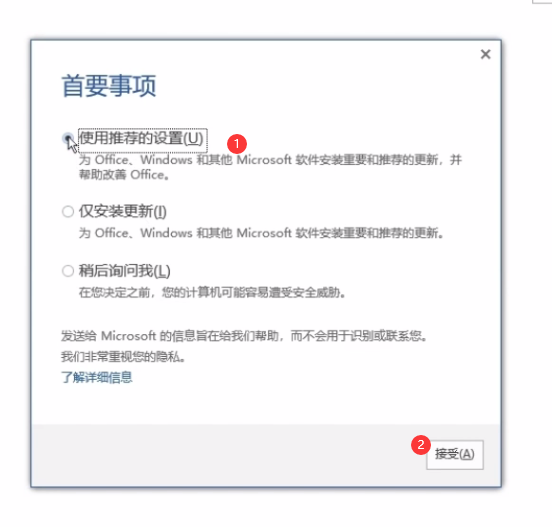 首要事项
使用推荐的设置(U)
1
为 Office、Windows 和其他 Microsoft 软件安装重要和推荐的更新，并
帮助改善 Office。
仅安装更新(I)
为 Office、Windows 和其他 Microsoft 软件安装重要和推荐的更新。
稍后询问我(L)
在您决定之前，您的计算机可能容易遭受安全威胁。
发送给 Microsoft 的信息旨在给我们帮助，而不会用于识别或联系您。
我们非常重视您的隐私。
了解详细信息
2
接受(A)